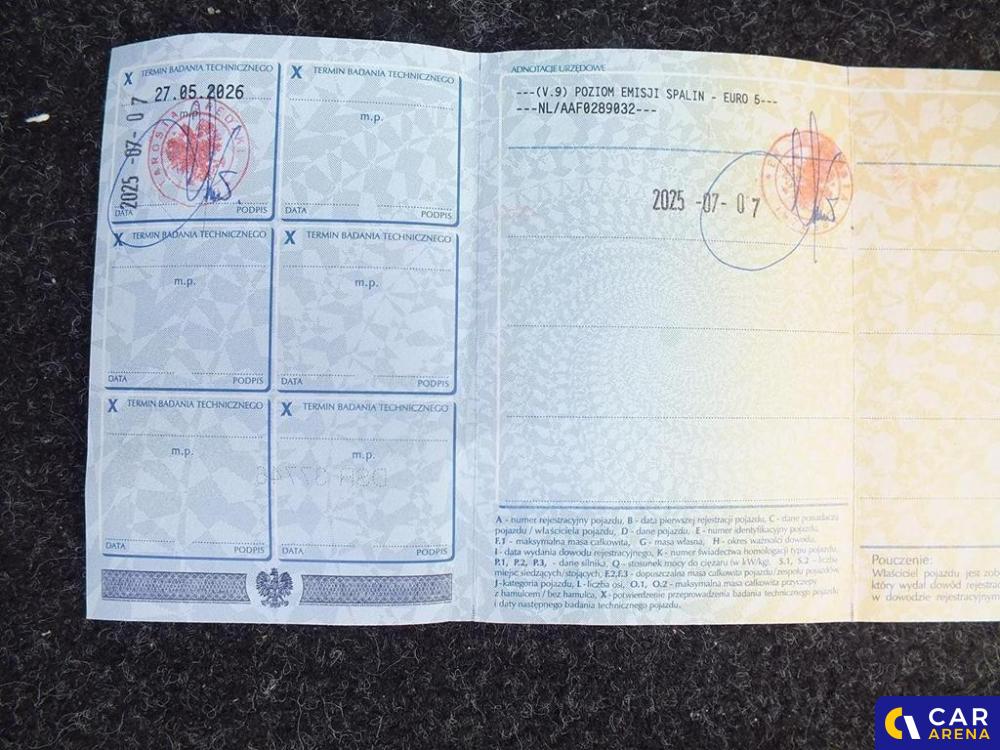 X TERMIN BADANIA TECHNICZNEGO
27.05.2026
m.p.
2025 -07- 07
DATA PODPIS
X TERMIN BADANIA TECHNICZNEGO
m.p.
DATA PODPIS
X TERMIN BADANIA TECHNICZNEGO
m.p.
DATA PODPIS
X TERMIN BADANIA TECHNICZNEGO
m.p.
DATA PODPIS
X TERMIN BADANIA TECHNICZNEGO
m.p.
DATA PODPIS
X TERMIN BADANIA TECHNICZNEGO
m.p.
DATA PODPIS
ADNOTACJE URZĘDOWE
---(V.9) POZIOM EMISJI SPALIN - EURO 5---
---NL/AAF0289032---
2025 -07- 07
A - numer rejestracyjny pojazdu, B - data pierwszej rejestracji pojazdu, C - dane posiadacza
pojazdu / właściciela pojazdu, D - dane pojazdu, E - numer identyfikacyjny pojazdu,
F.1 - maksymalna masa całkowita, G - masa własna, H - okres ważności dowodu,
I - data wydania dowodu rejestracyjnego, K - numer świadectwa homologacji typu pojazdu,
P.1, P.2, P.3, - dane silnika, Q - stosunek mocy do ciężaru (w kW/kg), S.1, S.2 - liczba
miejsc siedzących/stojących, F.2,F.3 - dopuszczalna masa całkowita pojazdu/zespołu pojazdów,
J - kategoria pojazdu, L - liczba osi, O.1, O.2 - maksymalna masa całkowita przyczepy
z hamulcem / bez hamulca, X - potwierdzenie przeprowadzenia badania technicznego pojazdu
i daty następnego badania technicznego pojazdu.
Pouczenie:
Właściciel pojazdu jest
który wydał dowód
w dowodzie
CAR
ARENA